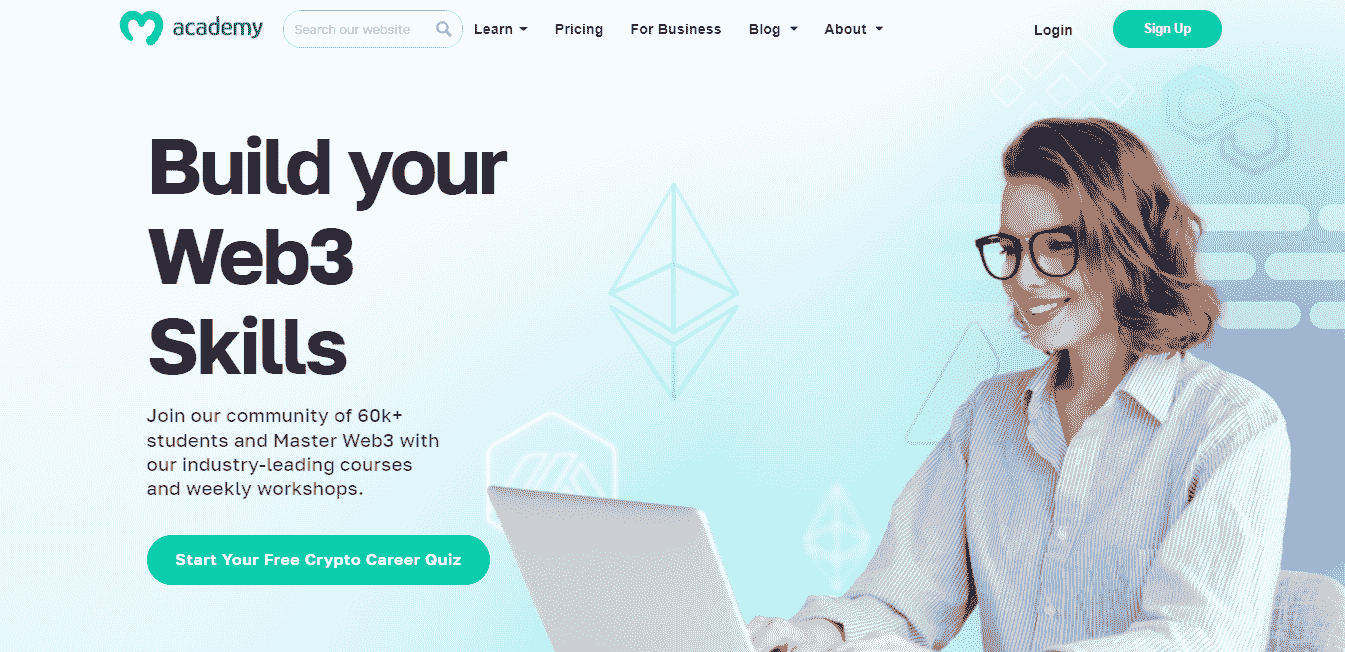 academy
Search our website
Learn
Pricing
For Business
Blog
About
Login
Sign Up
Build your
Web3
Skills
Join our community of 60k+
students and Master Web3 with
our industry-leading courses
and weekly workshops.
Start Your Free Crypto Career Quiz